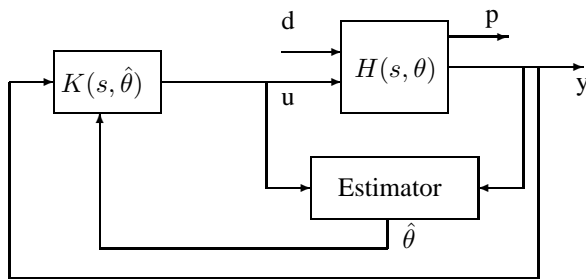 d
p
K(s, θ̂)
H(s, θ)
u
y
Estimator
θ̂